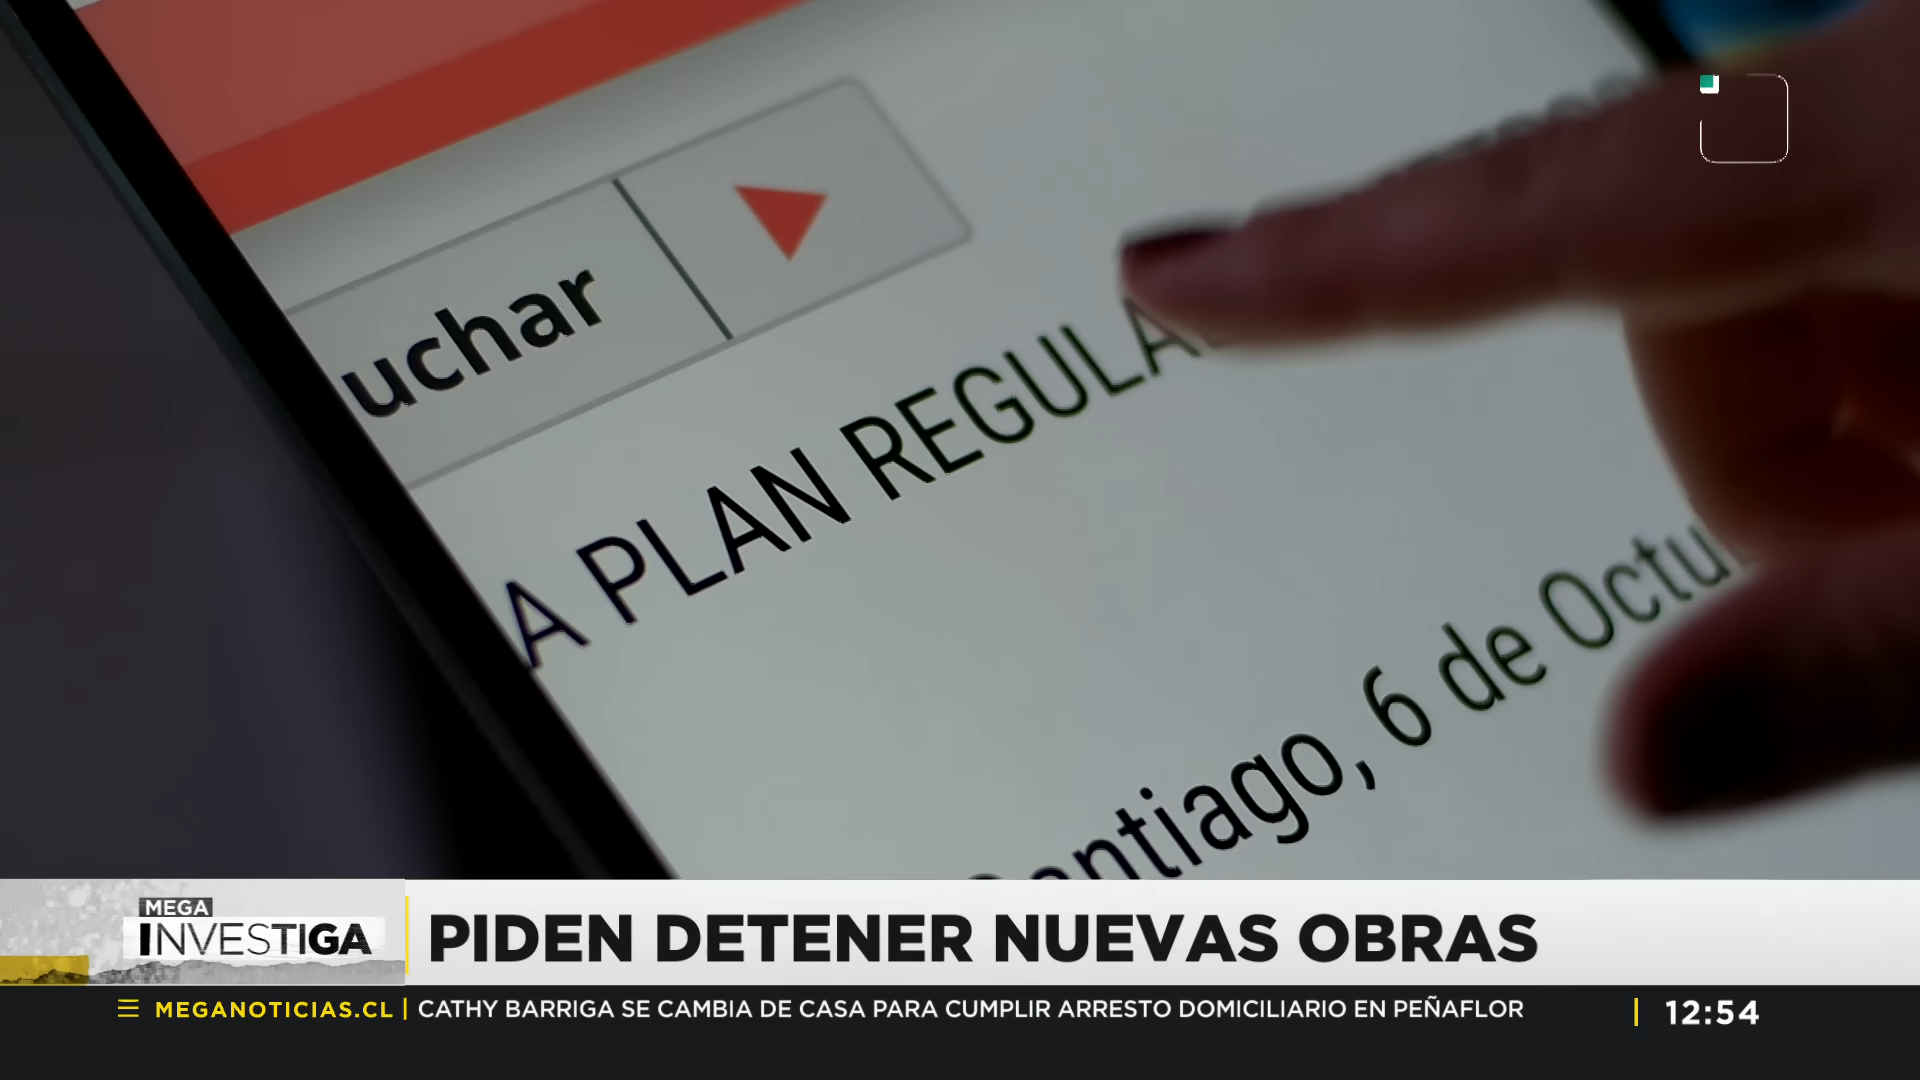 uchar
A PLAN REGULA
Santiago, 6 de Octu
MEGA
INVESTIGA
PIDEN DETENER NUEVAS OBRAS
MEGANOTICIAS.CL | CATHY BARRIGA SE CAMBIA DE CASA PARA CUMPLIR ARRESTO DOMICILIARIO EN PEÑAFLOR | 12:54